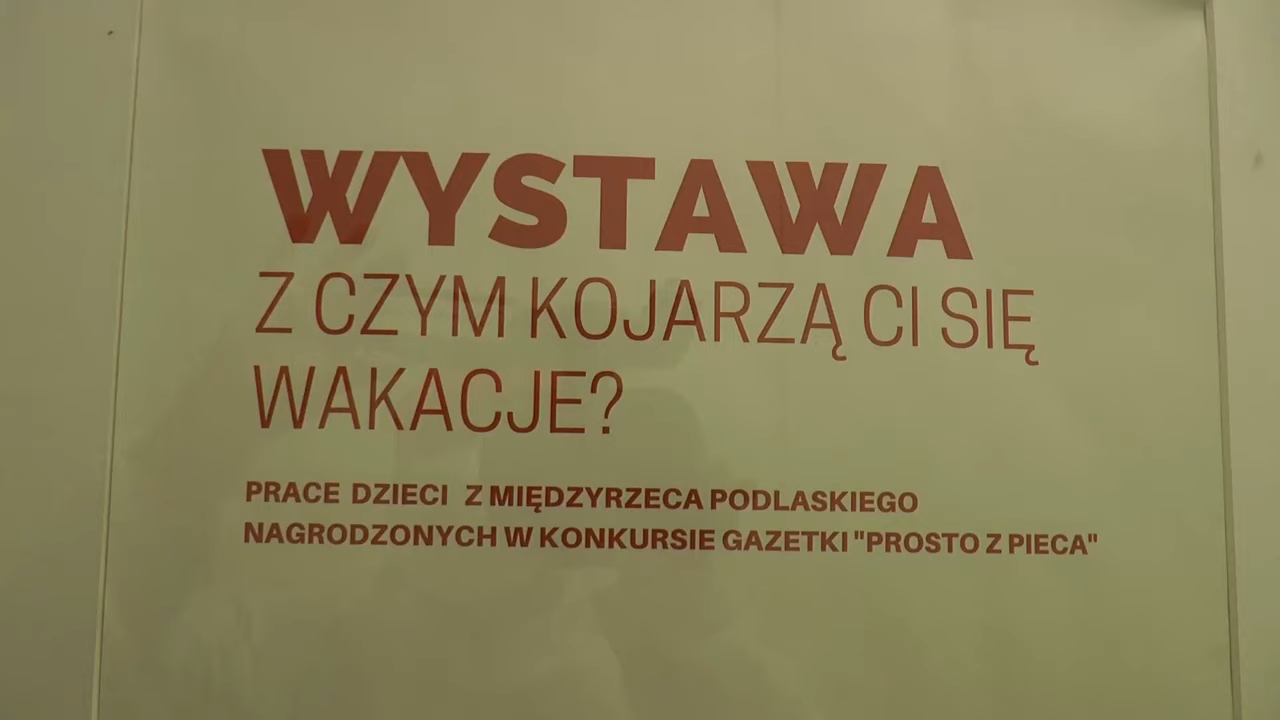 WYSTAWA
Z CZYM KOJARZĄ CI SIĘ
WAKACJE?
PRACE DZIECI Z MIĘDZYRZECA PODLASKIEGO
NAGRODZONYCH W KONKURSIE GAZETKI "PROSTO Z PIECA"